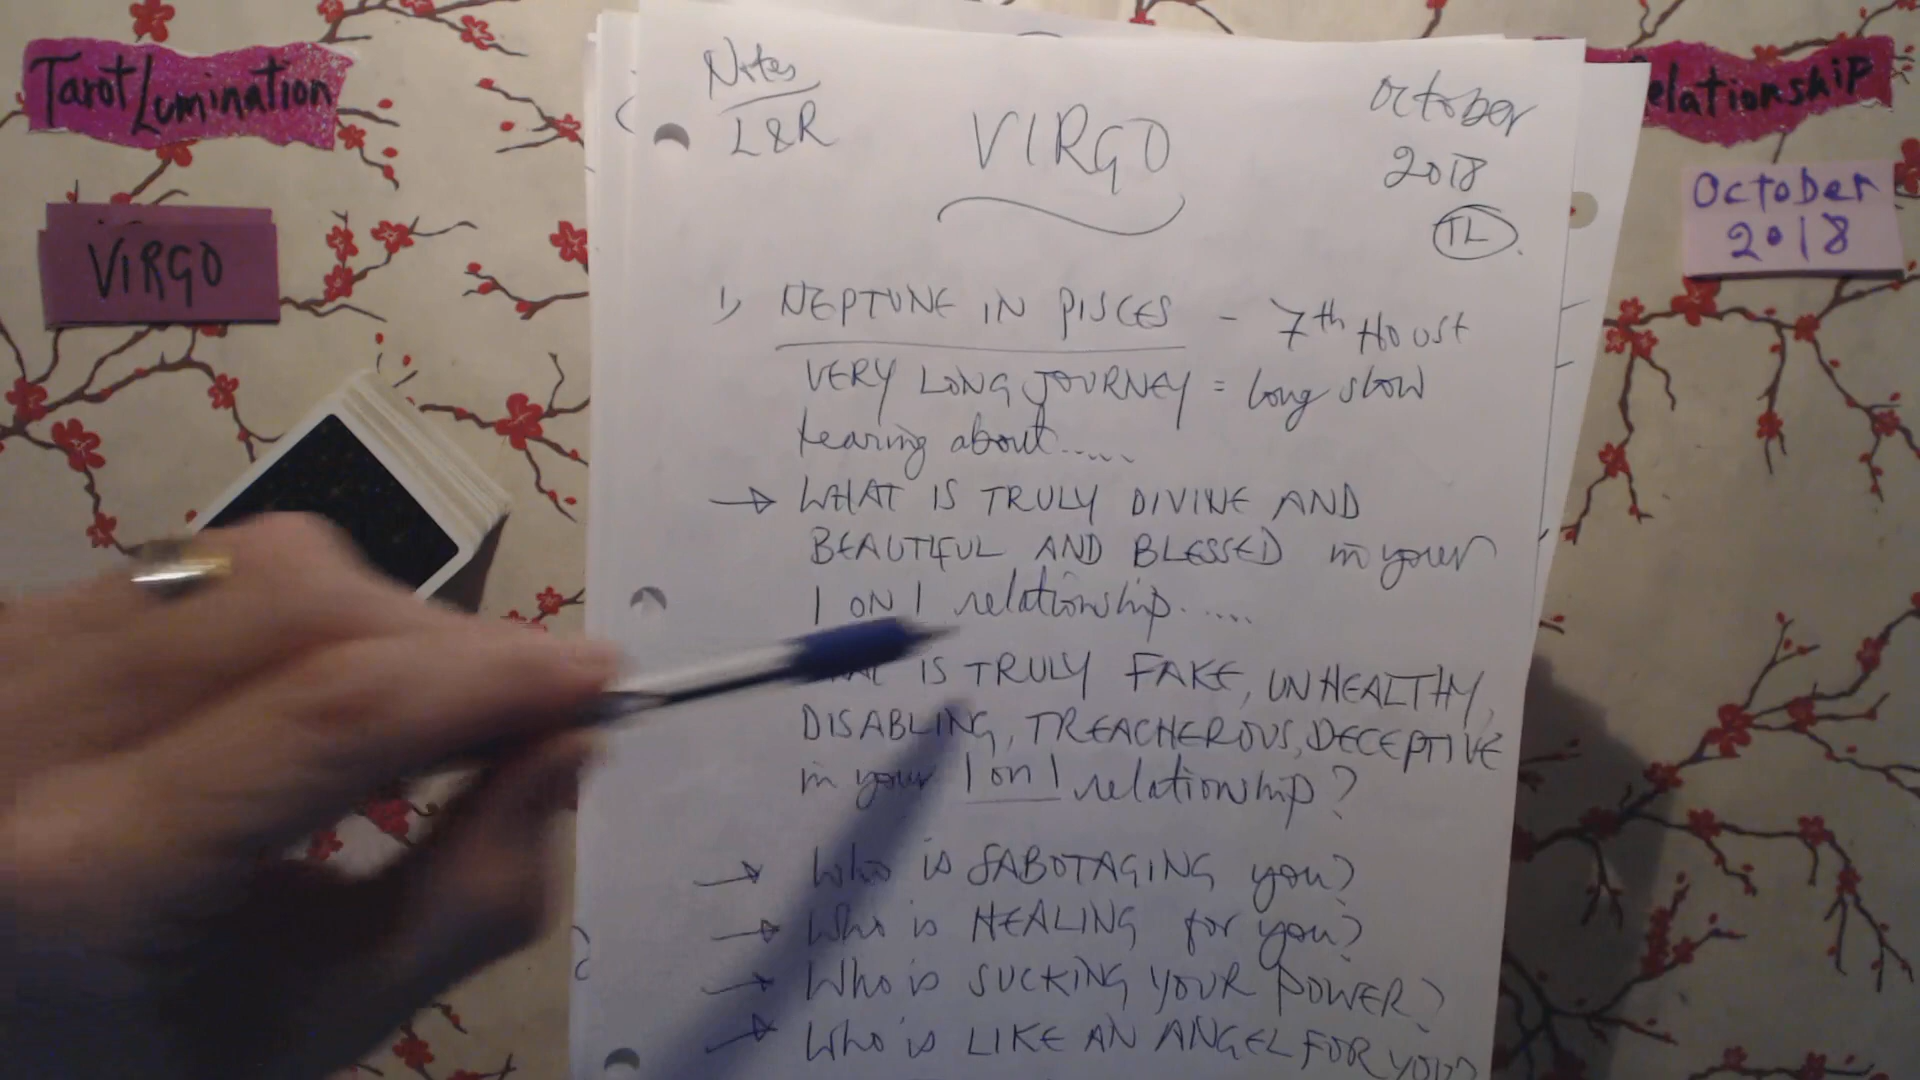 Tarot Lumination
VIRGO
elationship
October
2018
Notes
L&R
VIRGO
October
2018
TL
1) NEPTUNE IN PISCES - 7th House
VERY LONG JOURNEY = long slow
tearing about.....
→ WHAT IS TRULY DIVINE AND
BEAUTIFUL AND BLESSED in your
1 ON 1 relationship.....
IS TRULY FAKE, UNHEALTHY,
DISABLING, TREACHEROUS, DECEPTIVE
in your 1 on 1 relationship?
→ Who is SABOTAGING you?
→ Who is HEALING for you?
→ Who is SUCKING YOUR POWER?
→ Who is LIKE AN ANGEL FOR YOU?